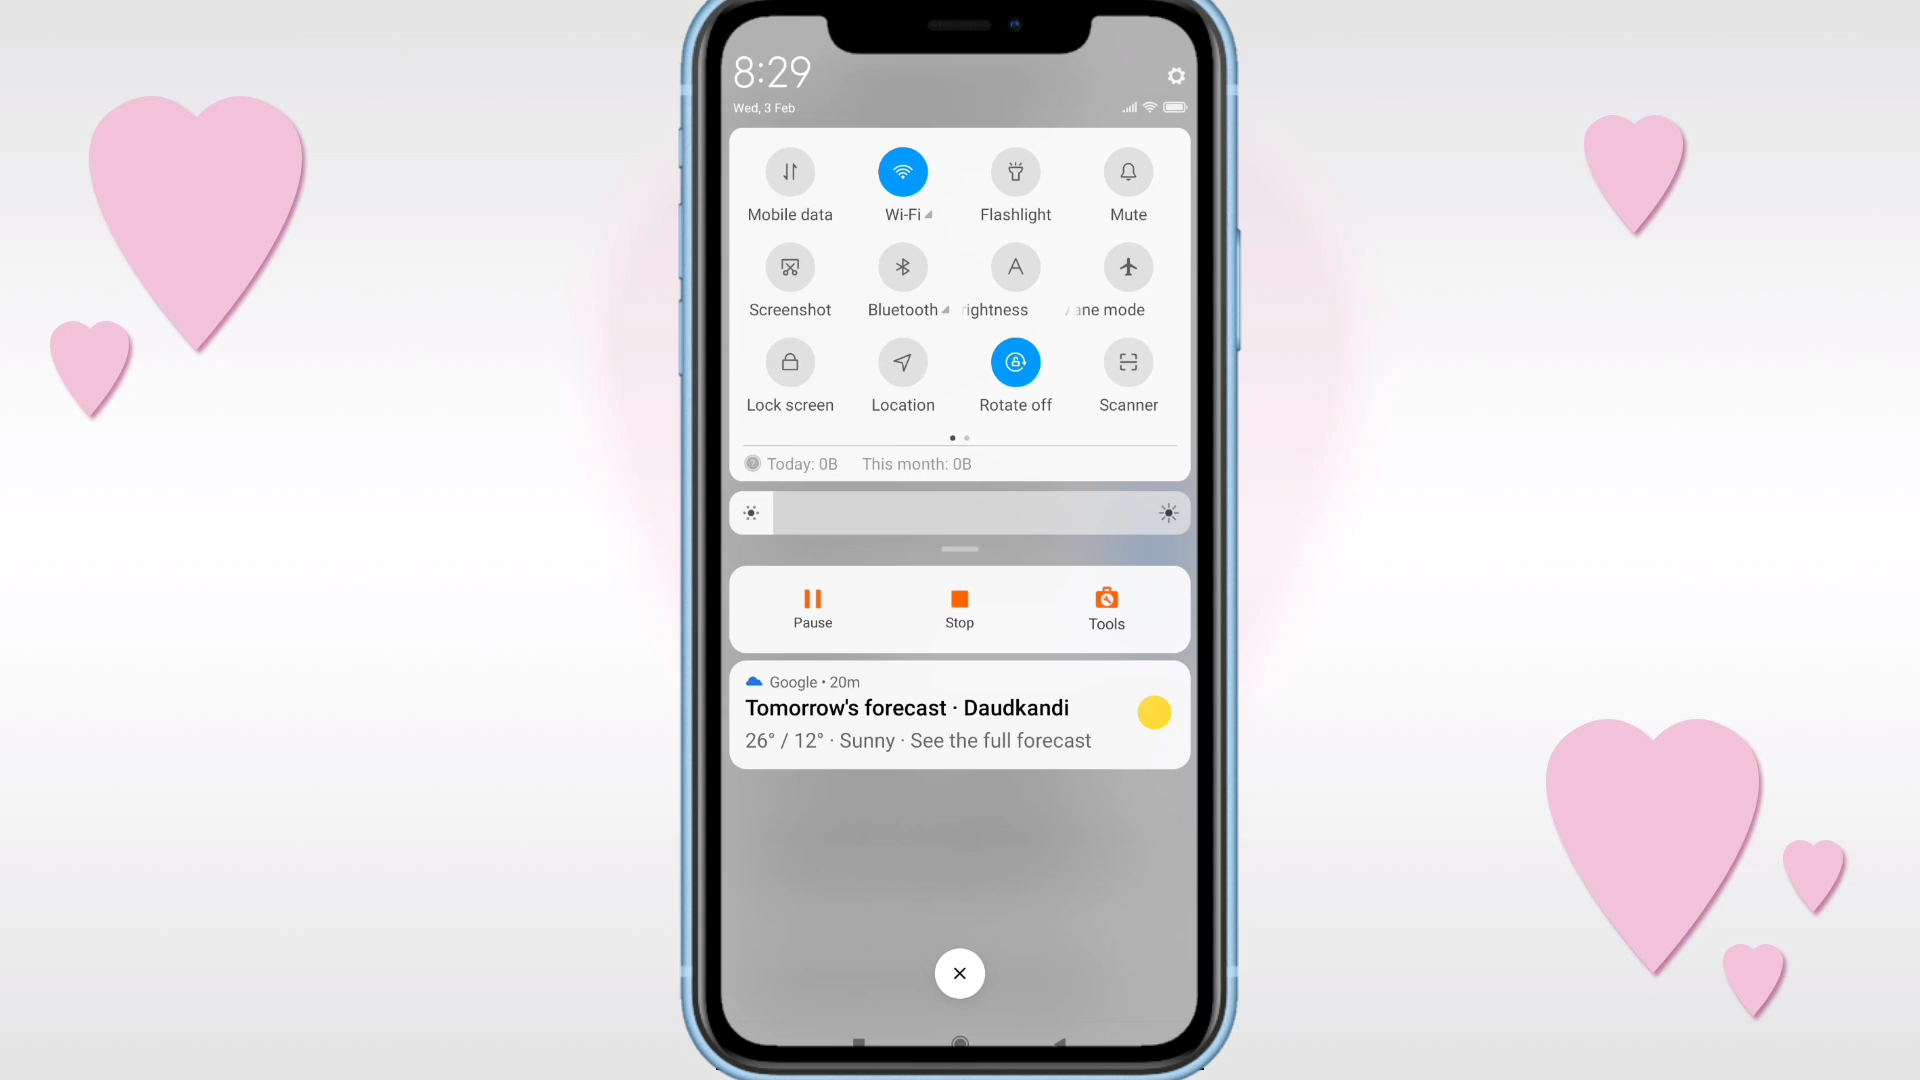 8:29
Wed, 3 Feb
Mobile data Wi-Fi Flashlight Mute
Screenshot Bluetooth rightness ane mode
Lock screen Location Rotate off Scanner
Today: 0B This month: 0B
Pause Stop Tools
Google • 20m
Tomorrow's forecast · Daudkandi
26° / 12° · Sunny · See the full forecast